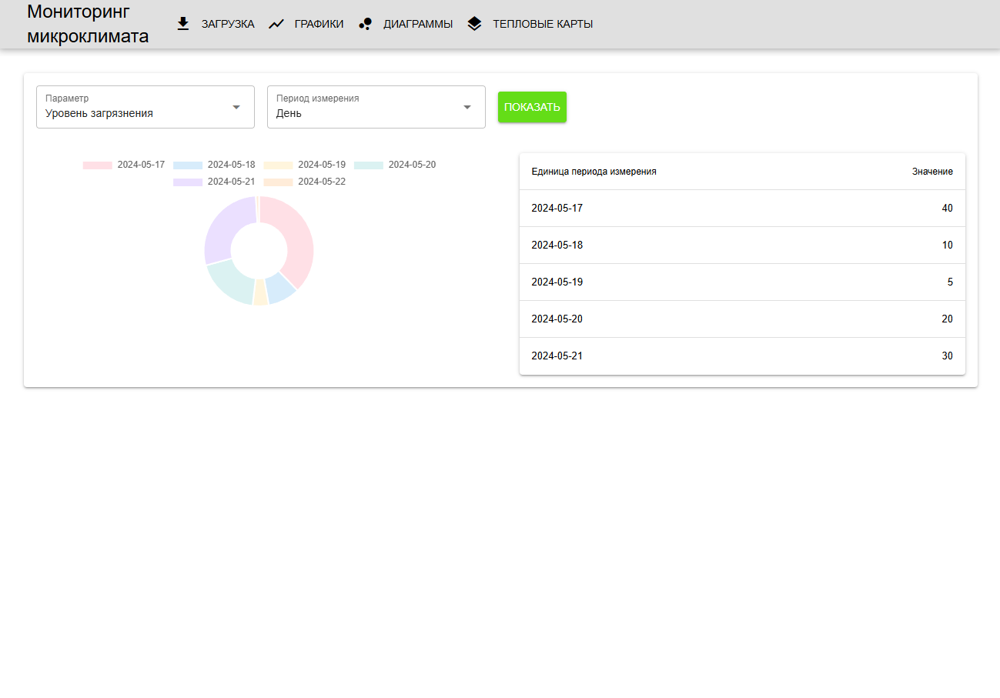 Мониторинг
микроклимата
ЗАГРУЗКА ГРАФИКИ ДИАГРАММЫ ТЕПЛОВЫЕ КАРТЫ
Параметр
Уровень загрязнения
Период измерения
День
ПОКАЗАТЬ
2024-05-17 2024-05-18 2024-05-19 2024-05-20
2024-05-21 2024-05-22
Единица периода измерения Значение
2024-05-17 40
2024-05-18 10
2024-05-19 5
2024-05-20 20
2024-05-21 30